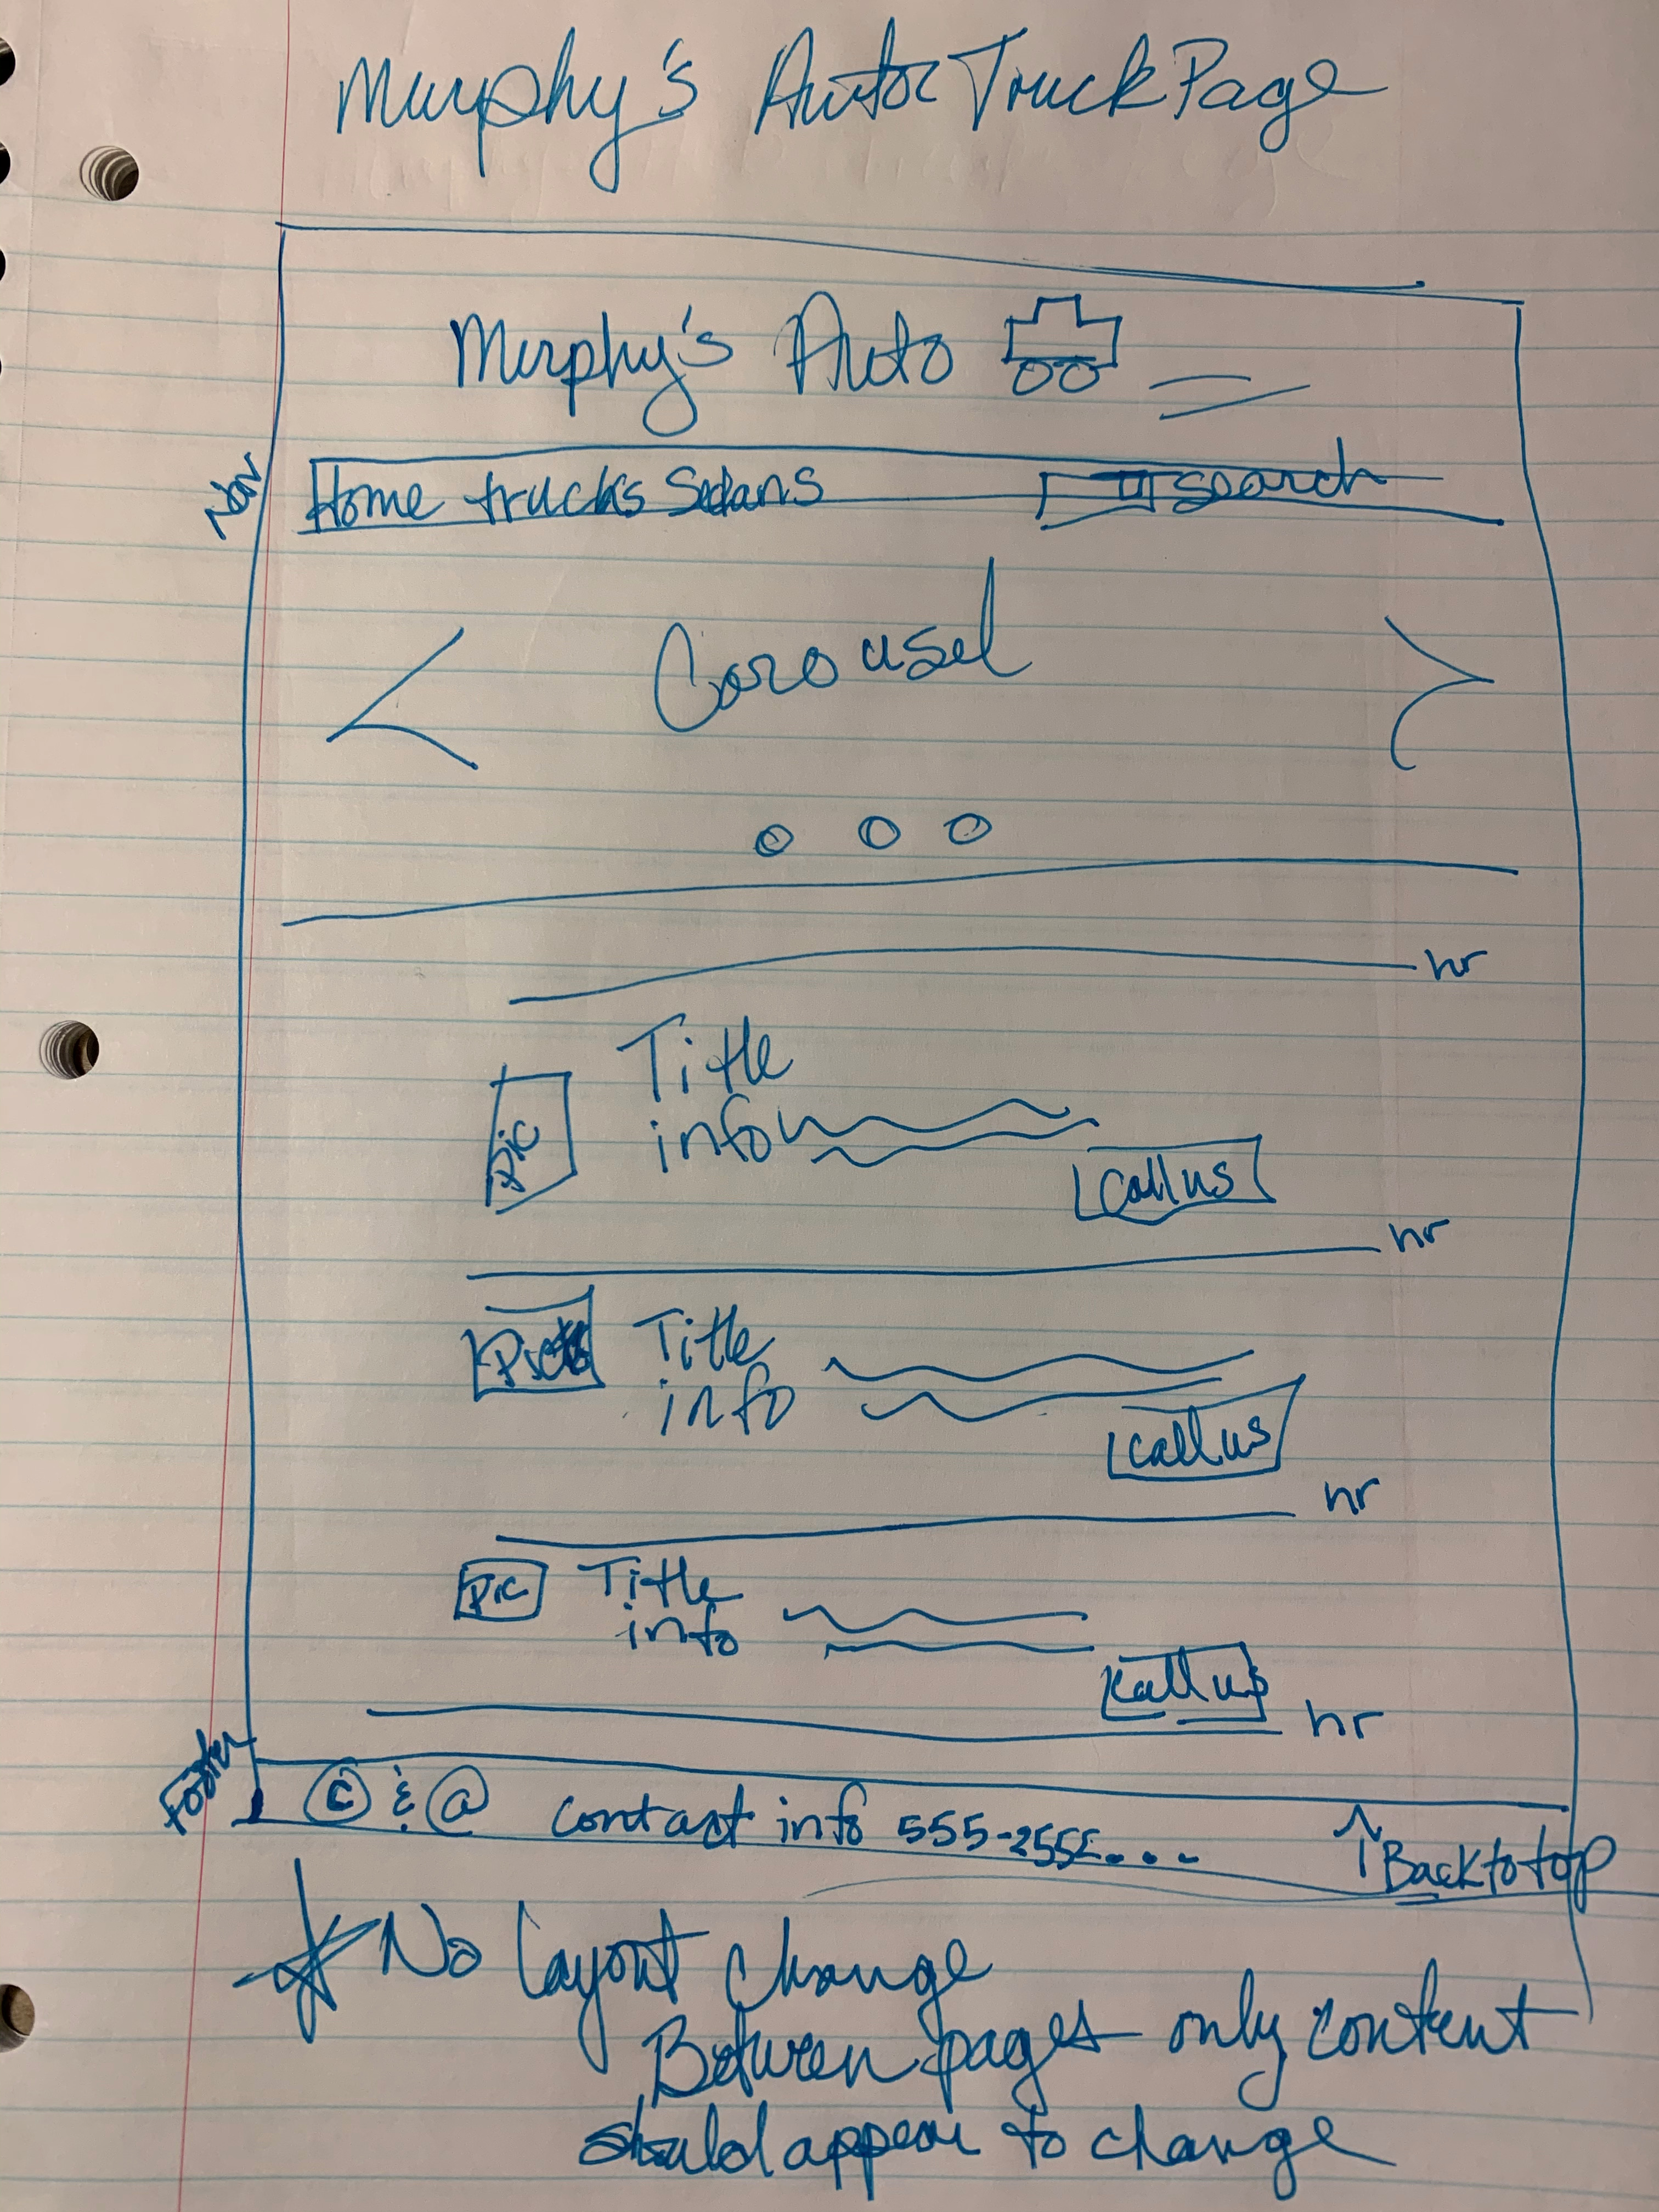 Murphy's Auto Truck Page
Murphy's Auto
Nav
Home trucks Sedans search
Carousel
hr
Title
pic info
Call us
hr
Title
info
call us
hr
Pic Title
info
Call us
hr
Footer
© & @ contact info 555-2555... Back to top
No layout change
Between pages only content
should appear to change